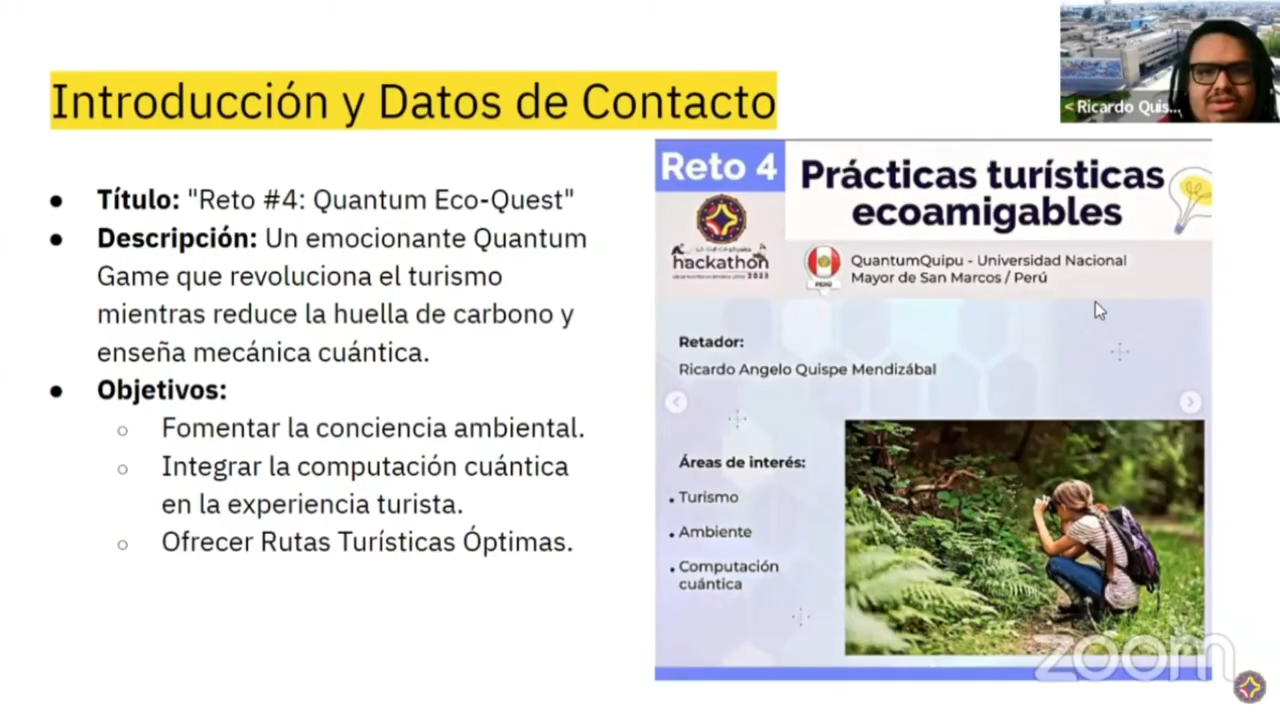 Introducción y Datos de Contacto
< Ricardo Quis...
● Título: "Reto #4: Quantum Eco-Quest"
● Descripción: Un emocionante Quantum
Game que revoluciona el turismo
mientras reduce la huella de carbono y
enseña mecánica cuántica.
● Objetivos:
○ Fomentar la conciencia ambiental.
○ Integrar la computación cuántica
en la experiencia turista.
○ Ofrecer Rutas Turísticas Óptimas.
Reto 4
Prácticas turísticas
ecoamigables
hackathon
2023
PERÚ
QuantumQuipu - Universidad Nacional
Mayor de San Marcos / Perú
Retador:
Ricardo Angelo Quispe Mendizábal
Áreas de interés:
• Turismo
• Ambiente
• Computación
cuántica
zoom